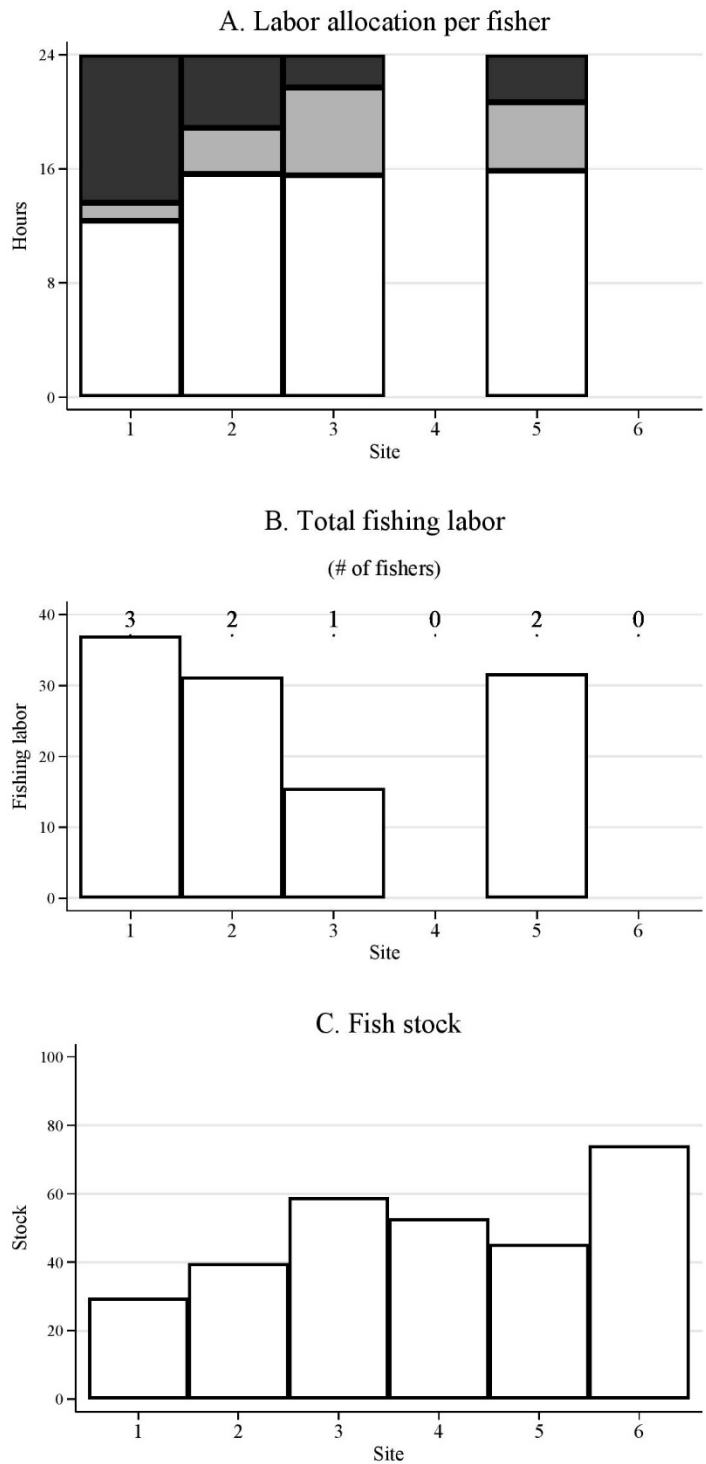 A. Labor allocation per fisher
24
16
8
0
Hours
1 2 3 4 5 6
Site
B. Total fishing labor
(# of fishers)
40
30
20
10
0
3 2 1 0 2 0
Fishing labor
1 2 3 4 5 6
Site
C. Fish stock
100
80
60
40
20
0
Stock
1 2 3 4 5 6
Site